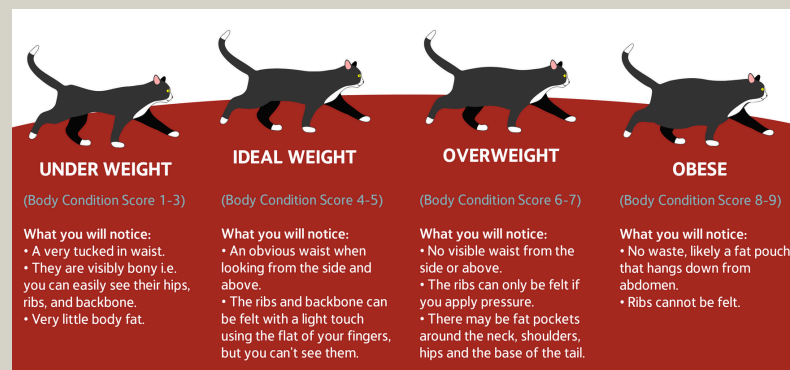 UNDER WEIGHT
(Body Condition Score 1-3)
What you will notice:
• A very tucked in waist.
• They are visibly bony i.e.
you can easily see their hips,
ribs, and backbone.
• Very little body fat.
IDEAL WEIGHT
(Body Condition Score 4-5)
What you will notice:
• An obvious waist when
looking from the side and
above.
• The ribs and backbone can
be felt with a light touch
using the flat of your fingers,
but you can't see them.
OVERWEIGHT
(Body Condition Score 6-7)
What you will notice:
• No visible waist from the
side or above.
• The ribs can only be felt if
you apply pressure.
• There may be fat pockets
around the neck, shoulders,
hips and the base of the tail.
OBESE
(Body Condition Score 8-9)
What you will notice:
• No waste, likely a fat pouch
that hangs down from
abdomen.
• Ribs cannot be felt.